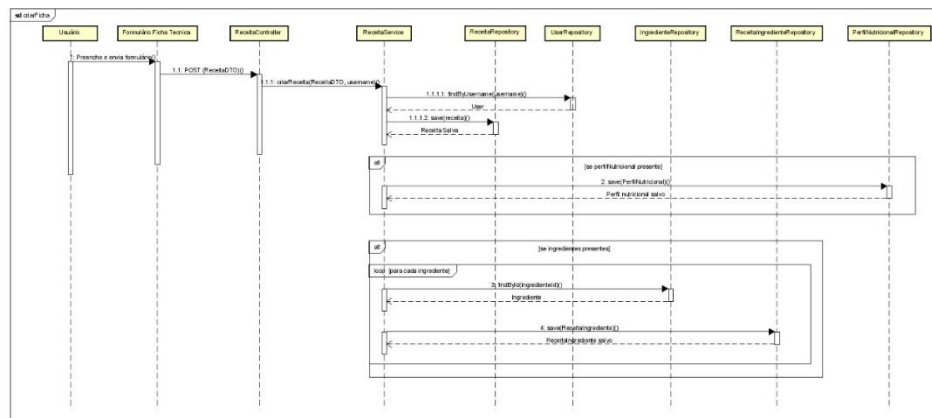 sd criarFicha
Usuário
Formulário Ficha Tecnica
ReceitaController
ReceitaService
ReceitaRepository
UserRepository
IngredienteRepository
ReceitaIngredienteRepository
PerfilNutricionalRepository
1: Preenche e envia formulário()
1.1: POST (ReceitaDTO)()
1.1.1: criarReceita(ReceitaDTO, username)()
1.1.1.1: findByUsername(username)()
User
1.1.1.2: save(receita)()
Receita Salva
alt
[se perfilNutricional presente]
2: save(PerfilNutricional)()
Perfil nutricional salvo
alt
[se ingredientes presentes]
loop [para cada ingrediente]
3: findById(IngredienteId)()
Ingrediente
4: save(ReceitaIngrediente)()
ReceitaIngrediente salvo